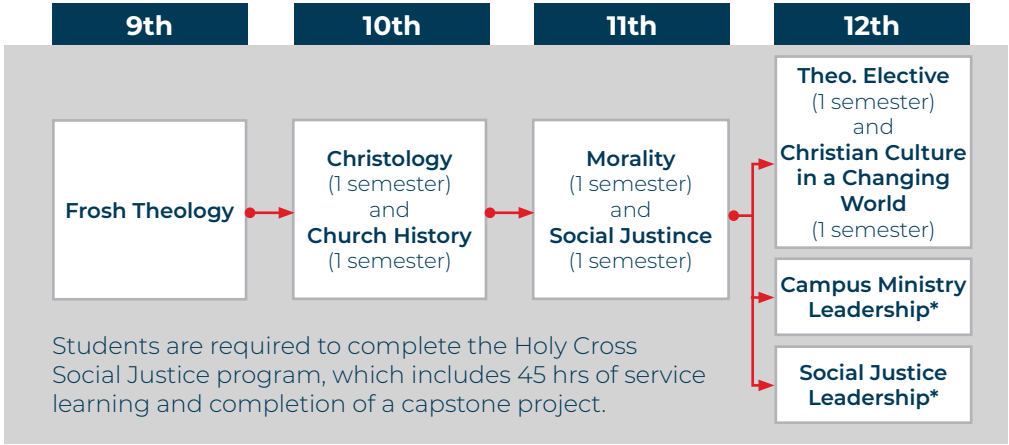 9th
10th
11th
12th
Frosh Theology
Christology
(1 semester)
and
Church History
(1 semester)
Morality
(1 semester)
and
Social Justince
(1 semester)
Theo. Elective
(1 semester)
and
Christian Culture
in a Changing
World
(1 semester)
Campus Ministry
Leadership*
Social Justice
Leadership*
Students are required to complete the Holy Cross
Social Justice program, which includes 45 hrs of service
learning and completion of a capstone project.